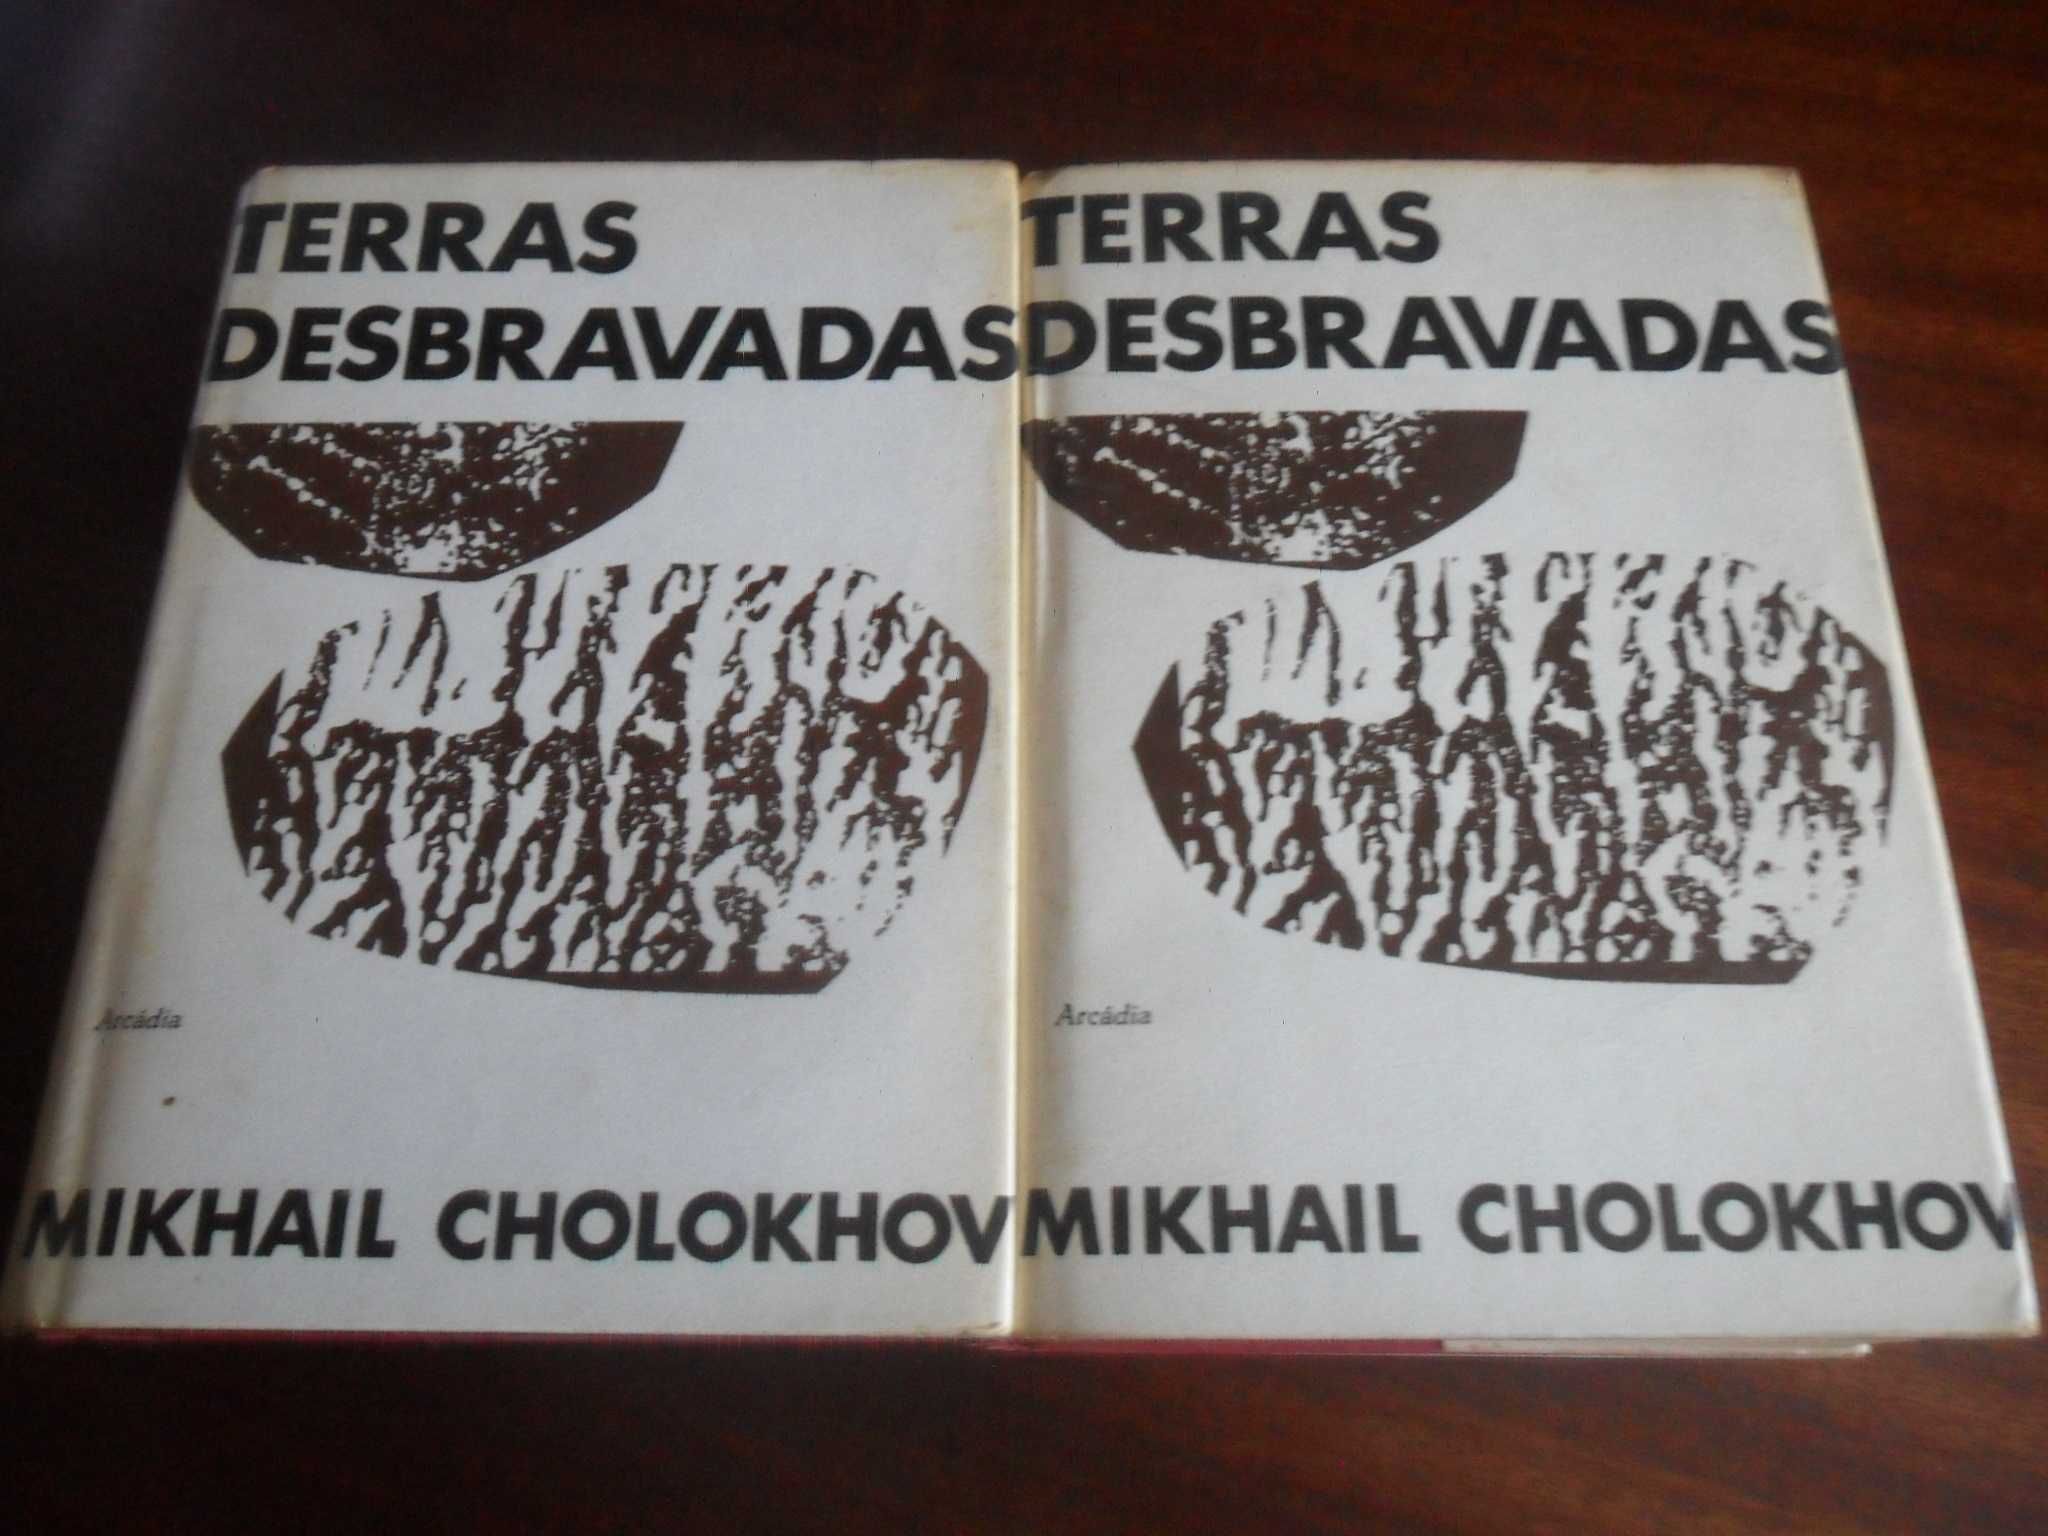 TERRAS
DESBRAVADAS
Arcádia
MIKHAIL CHOLOKHOV
TERRAS
DESBRAVADAS
Arcádia
MIKHAIL CHOLOKHOV